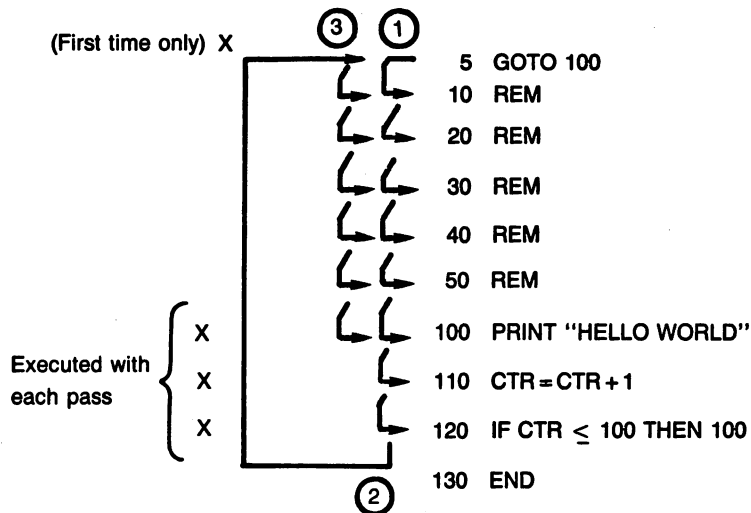 3 1
(First time only) X
5 GOTO 100
10 REM
20 REM
30 REM
40 REM
50 REM
X 100 PRINT "HELLO WORLD"
Executed with each pass
X 110 CTR=CTR+1
X 120 IF CTR ≤ 100 THEN 100
2
130 END